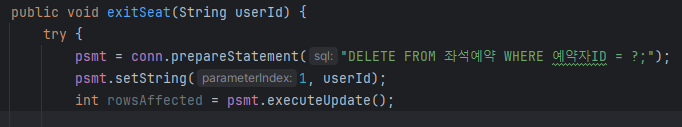 public void exitSeat(String userId) {
try {
psmt = conn.prepareStatement( sql: "DELETE FROM 좌석예약 WHERE 예약자ID = ?;");
psmt.setString( parameterIndex: 1, userId);
int rowsAffected = psmt.executeUpdate();